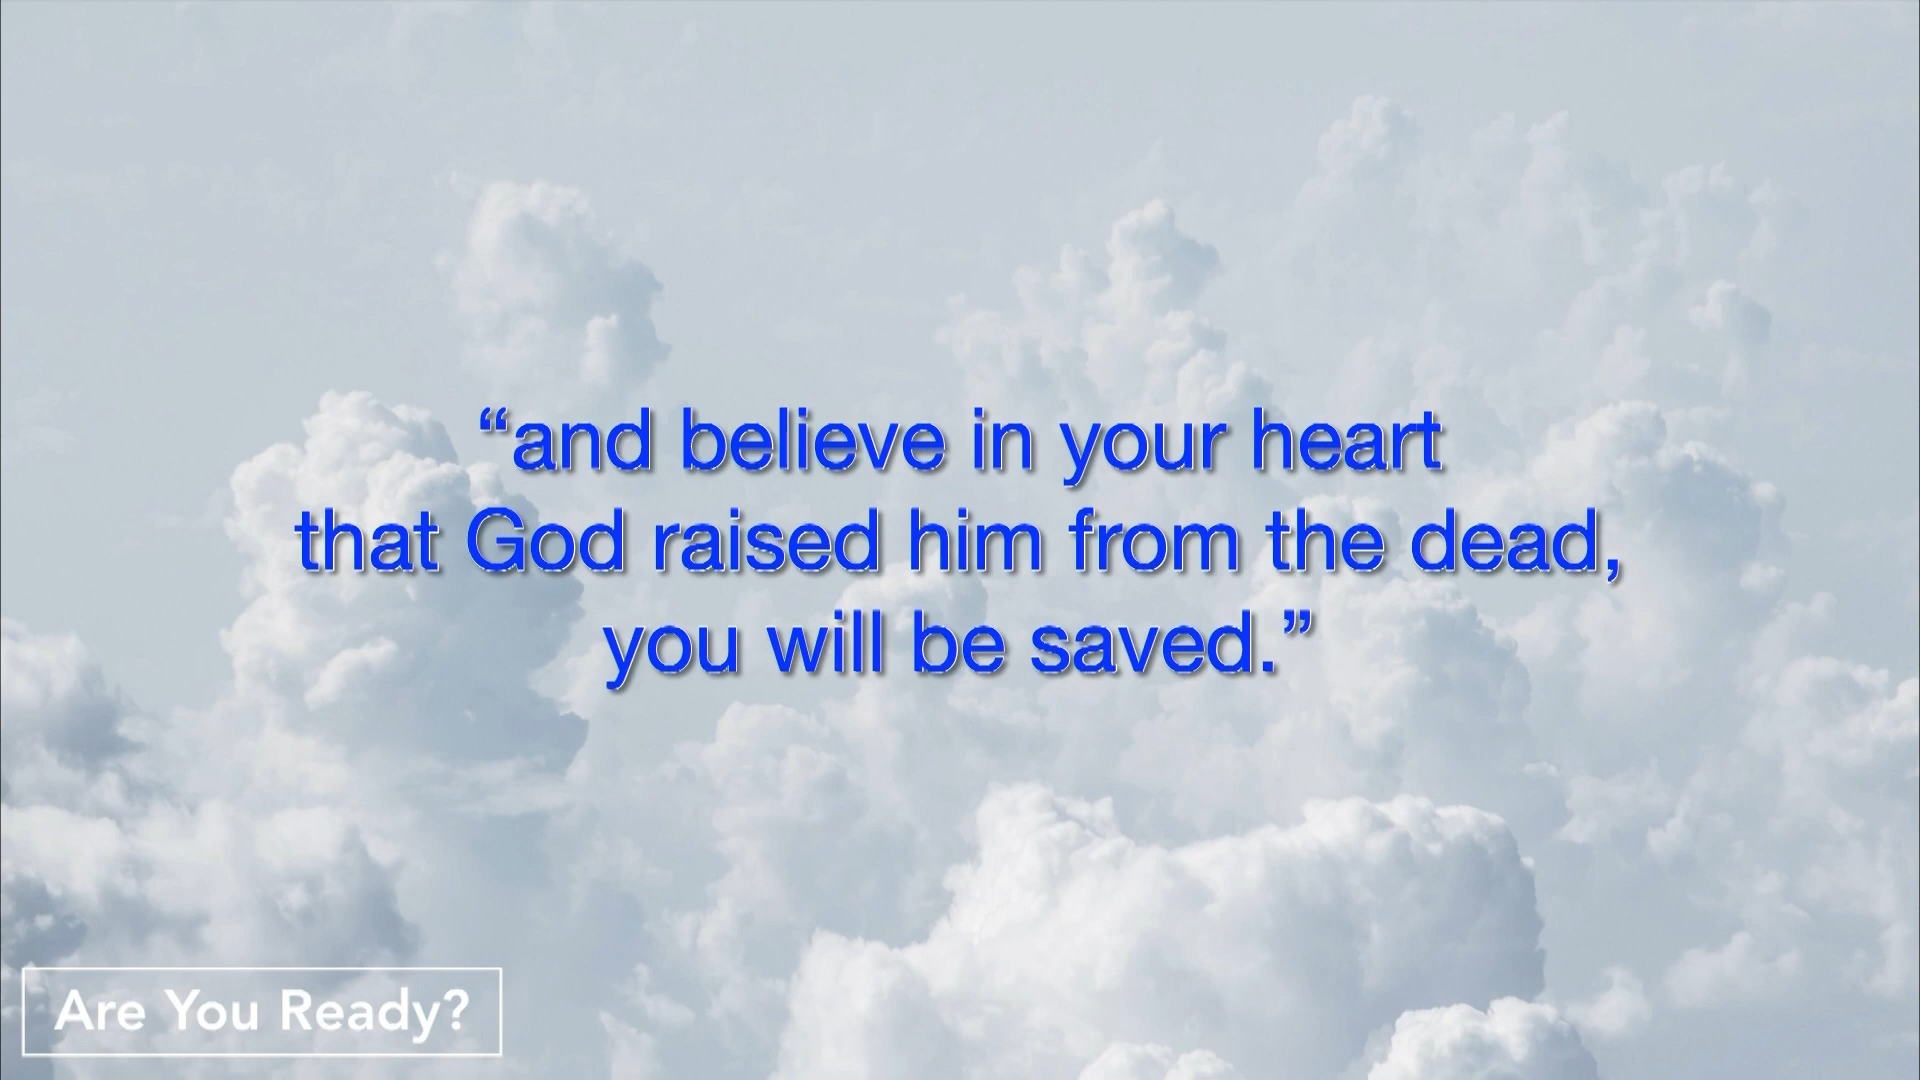 “and believe in your heart
that God raised him from the dead,
you will be saved.”
Are You Ready?